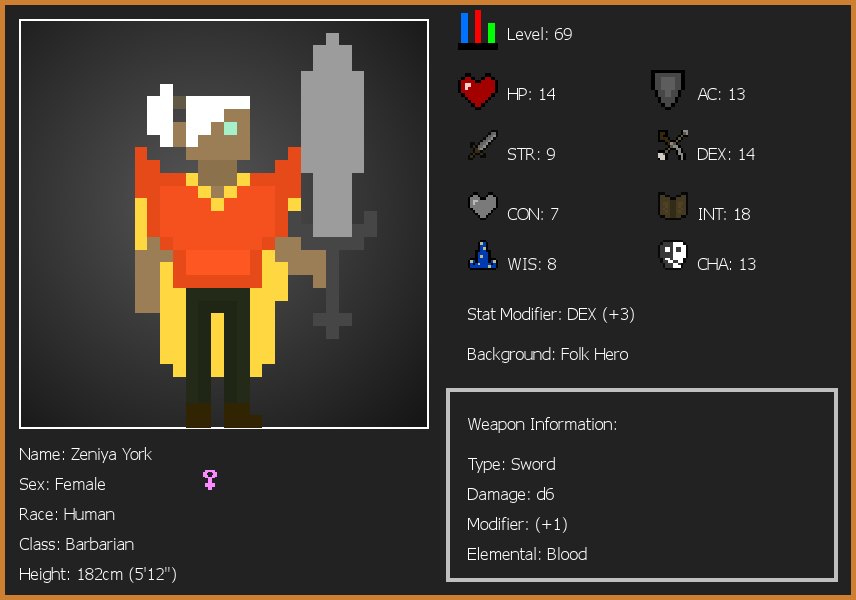 Level: 69
HP: 14
AC: 13
STR: 9
DEX: 14
CON: 7
INT: 18
WIS: 8
CHA: 13
Stat Modifier: DEX (+3)
Background: Folk Hero
Weapon Information:
Type: Sword
Damage: d6
Modifier: (+1)
Elemental: Blood
Name: Zeniya York
Sex: Female
Race: Human
Class: Barbarian
Height: 182cm (5'12")